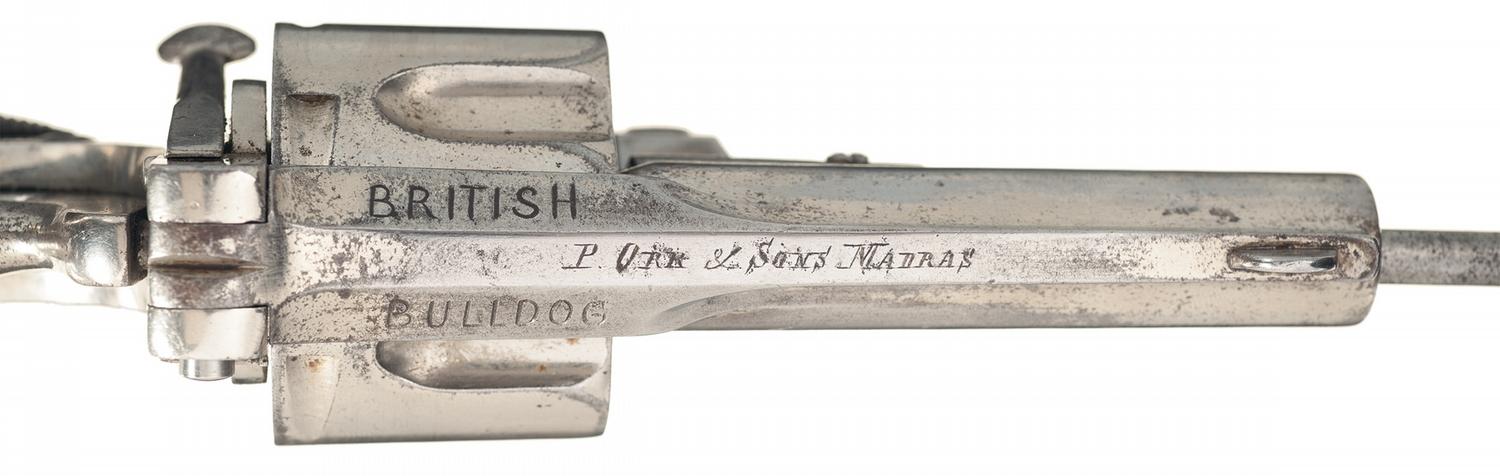 BRITISH
P. ORR & SONS MADRAS
BULLDOG